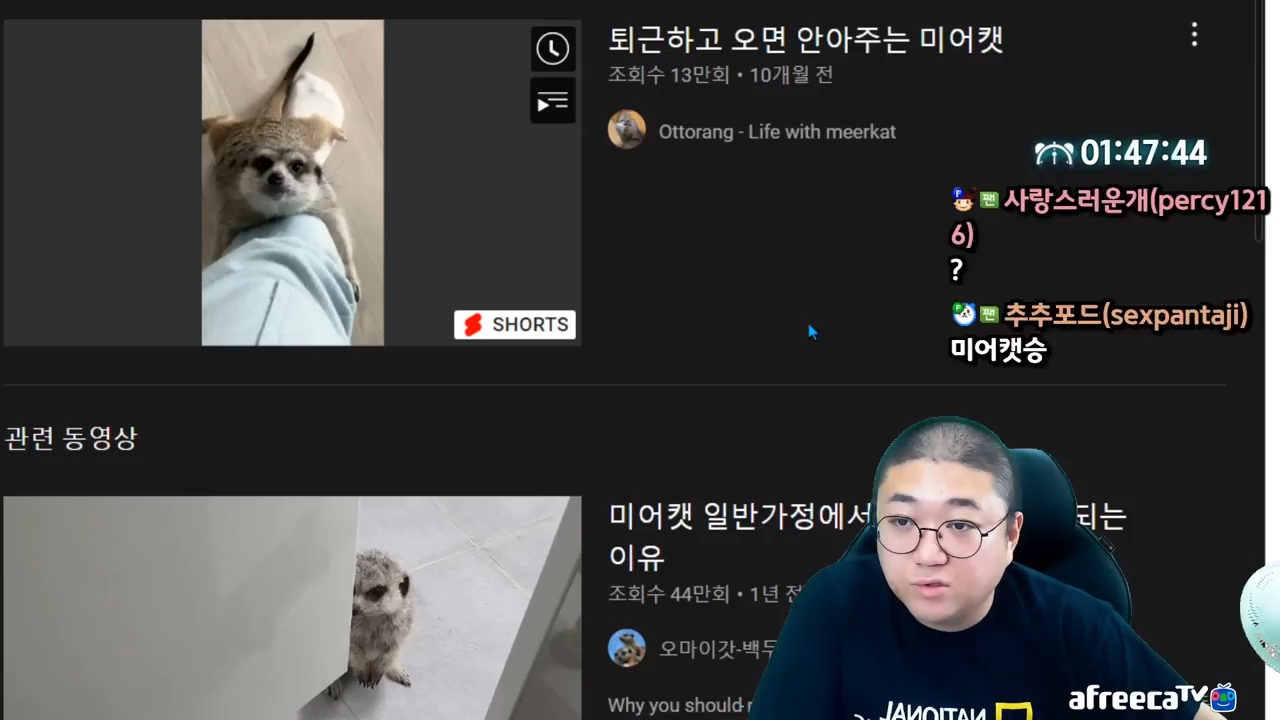 퇴근하고 오면 안아주는 미어캣
조회수 13만회 • 10개월 전
Ottorang - Life with meerkat
SHORTS
01:47:44
F 팬 사랑스러운개(percy121
6)
?
F 팬 추추포드(sexpantaji)
미어캣승
관련 동영상
미어캣 일반가정에서 되는
이유
조회수 44만회 • 1년 전
오마이갓-백두
Why you should
NATIONAL
afreecaTV